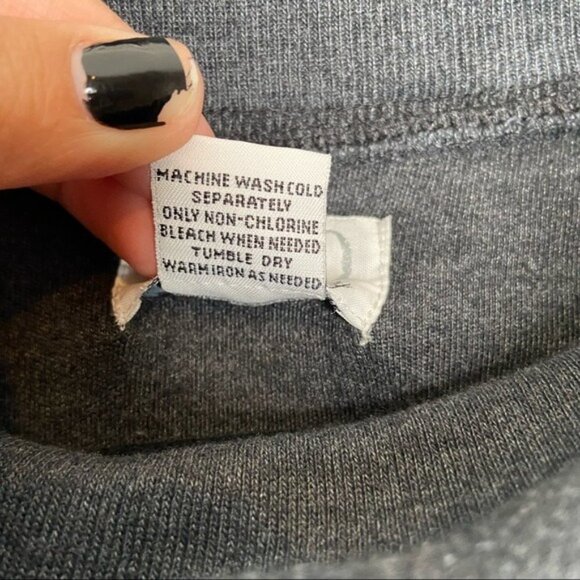 MACHINE WASH COLD
SEPARATELY
ONLY NON-CHLORINE
BLEACH WHEN NEEDED
TUMBLE DRY
WARM IRON AS NEEDED